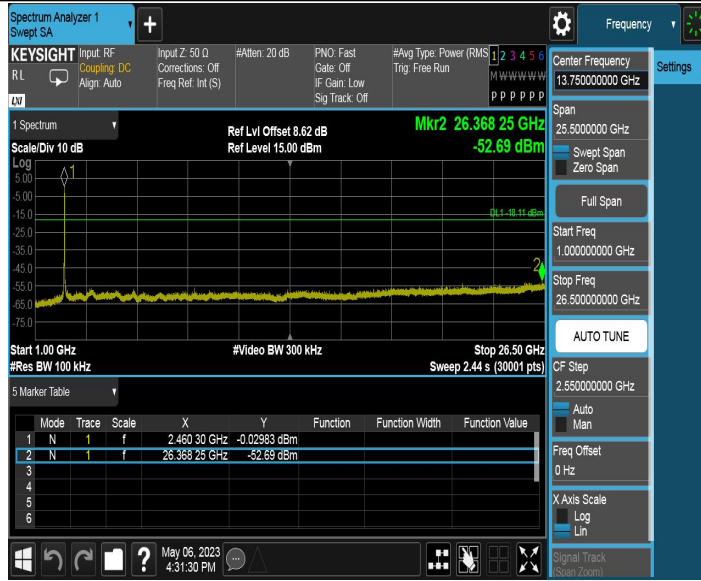 Spectrum Analyzer 1
Swept SA
Frequency
KEYSIGHT
RL
LXI
Input: RF
Coupling: DC
Align: Auto
Input Z: 50 Ω
Corrections: Off
Freq Ref: Int (S)
#Atten: 20 dB
PNO: Fast
Gate: Off
IF Gain: Low
Sig Track: Off
#Avg Type: Power (RMS
Trig: Free Run
1 2 3 4 5 6
M W W W W W
P P P P P P
Center Frequency
13.750000000 GHz
Settings
Span
25.5000000 GHz
Swept Span
Zero Span
Full Span
Start Freq
1.000000000 GHz
Stop Freq
26.500000000 GHz
AUTO TUNE
CF Step
2.550000000 GHz
Auto
Man
Freq Offset
0 Hz
X Axis Scale
Log
Lin
Signal Track
(Span Zoom)
1 Spectrum
Scale/Div 10 dB
Ref Lvl Offset 8.62 dB
Ref Level 15.00 dBm
Mkr2 26.368 25 GHz
-52.69 dBm
Log
5.00
-5.00
-15.0
-25.0
-35.0
-45.0
-55.0
-65.0
-75.0
1
DL1 -18.11 dBm
2
Start 1.00 GHz
#Res BW 100 kHz
#Video BW 300 kHz
Stop 26.50 GHz
Sweep 2.44 s (30001 pts)
5 Marker Table
Mode Trace Scale X Y Function Function Width Function Value
1 N 1 f 2.460 30 GHz -0.02983 dBm
2 N 1 f 26.368 25 GHz -52.69 dBm
3
4
5
6
May 06, 2023
4:31:30 PM